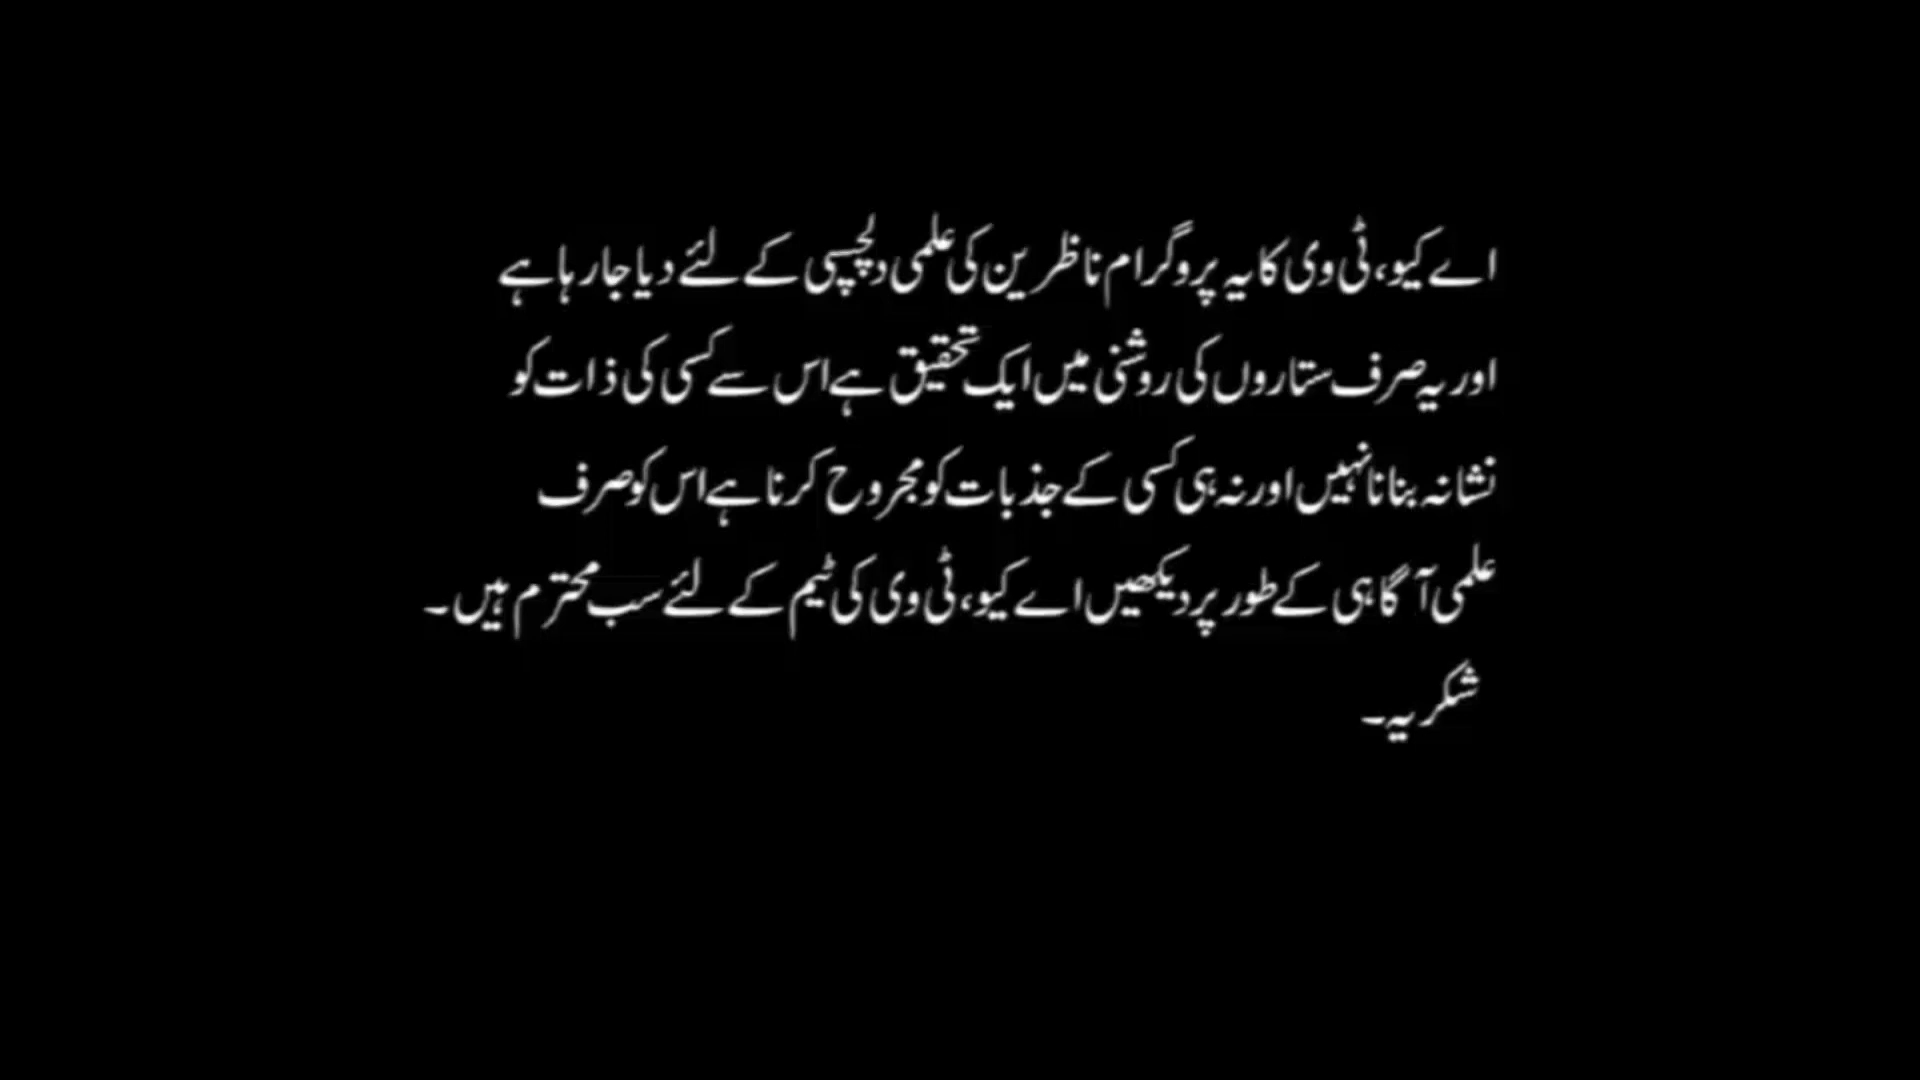 اے کیو، ٹی وی کا یہ پروگرام ناظرین کی علمی دلچسپی کے لئے دیا جا رہا ہے
اور یہ صرف ستاروں کی روشنی میں ایک تحقیق ہے اس سے کسی کی ذات کو
نشانہ بنانا نہیں اور نہ ہی کسی کے جذبات کو مجروح کرنا ہے اس کو صرف
علمی آگاہی کے طور پر دیکھیں اے کیو، ٹی وی کی ٹیم کے لئے سب محترم ہیں۔
شکریہ۔